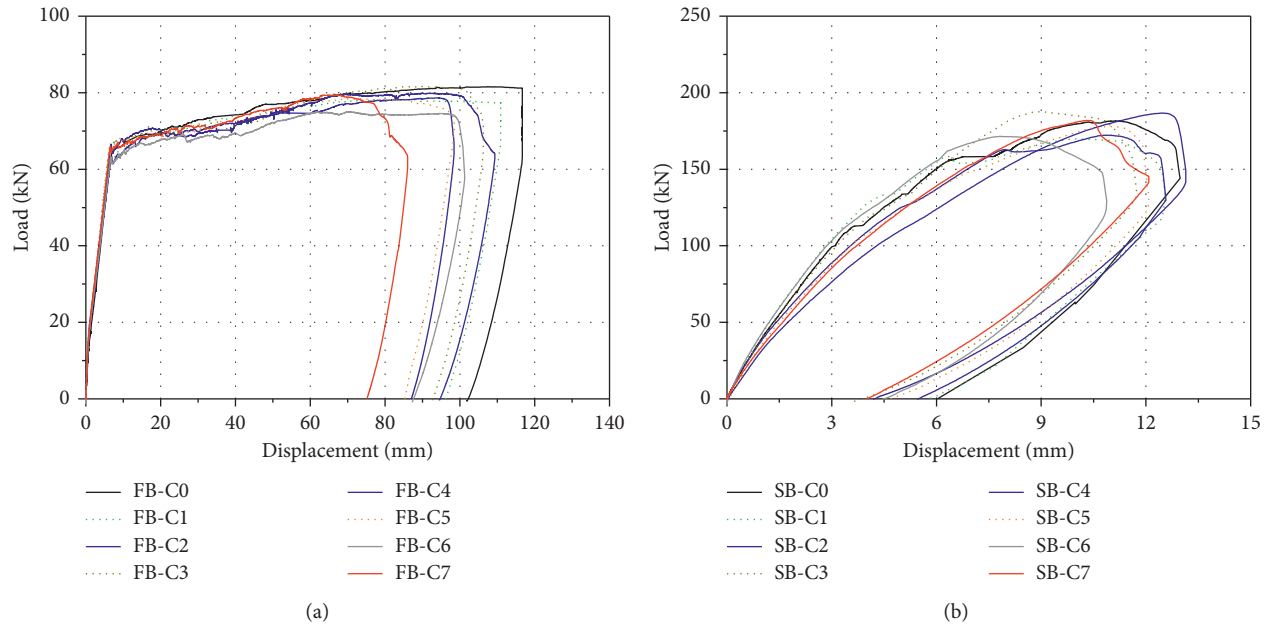 100
80
60
40
20
0
Load (kN)
0 20 40 60 80 100 120 140
Displacement (mm)
FB-C0 FB-C4
FB-C1 FB-C5
FB-C2 FB-C6
FB-C3 FB-C7
(a)
250
200
150
100
50
0
Load (kN)
0 3 6 9 12 15
Displacement (mm)
SB-C0 SB-C4
SB-C1 SB-C5
SB-C2 SB-C6
SB-C3 SB-C7
(b)